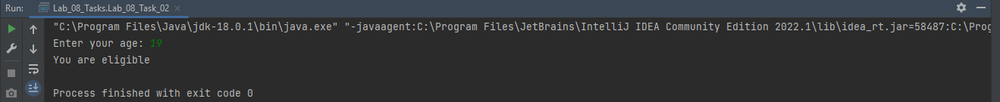 Run: Lab_08_Tasks.Lab_08_Task_02
"C:\Program Files\Java\jdk-18.0.1\bin\java.exe" "-javaagent:C:\Program Files\JetBrains\IntelliJ IDEA Community Edition 2022.1\lib\idea_rt.jar=58487:C:\Prog
Enter your age: 19
You are eligible
Process finished with exit code 0